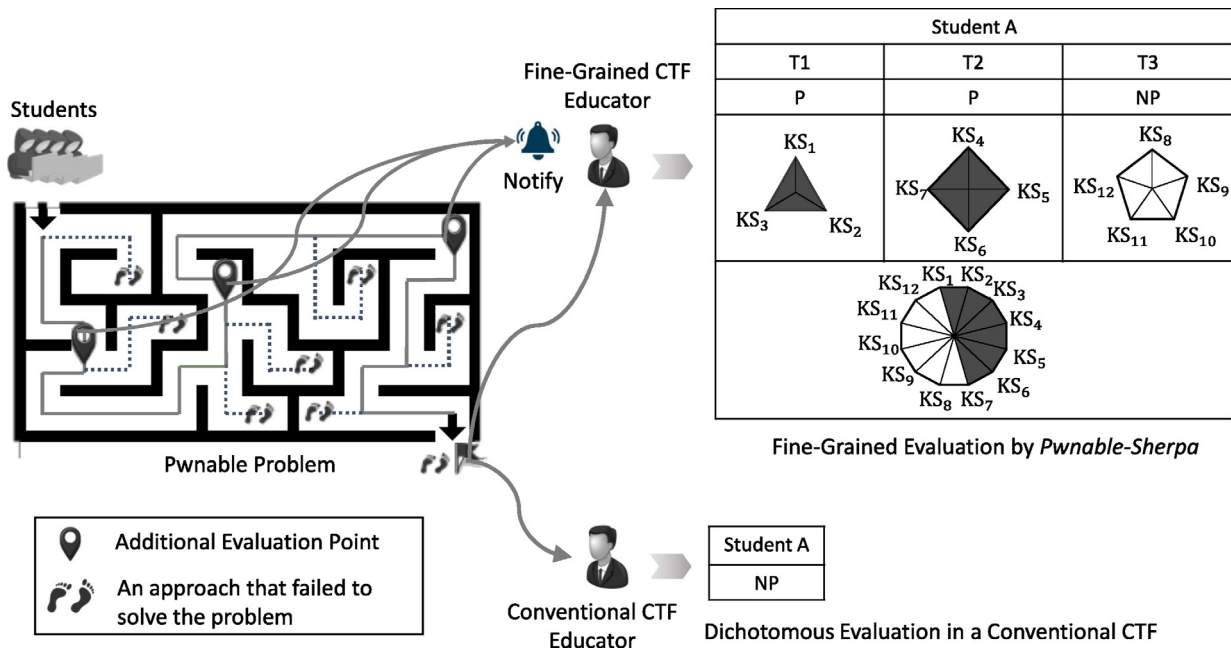 Students
Fine-Grained CTF
Educator
Notify
Pwnable Problem
Additional Evaluation Point
An approach that failed to
solve the problem
Student A
T1 T2 T3
P P NP
KS₁
KS₃ KS₂
KS₄
KS₇ KS₅
KS₆
KS₈
KS₁₂ KS₉
KS₁₁ KS₁₀
KS₁ KS₂
KS₁₂ KS₃
KS₁₁ KS₄
KS₁₀ KS₅
KS₉ KS₆
KS₈ KS₇
Fine-Grained Evaluation by Pwnable-Sherpa
Conventional CTF
Educator
Student A
NP
Dichotomous Evaluation in a Conventional CTF